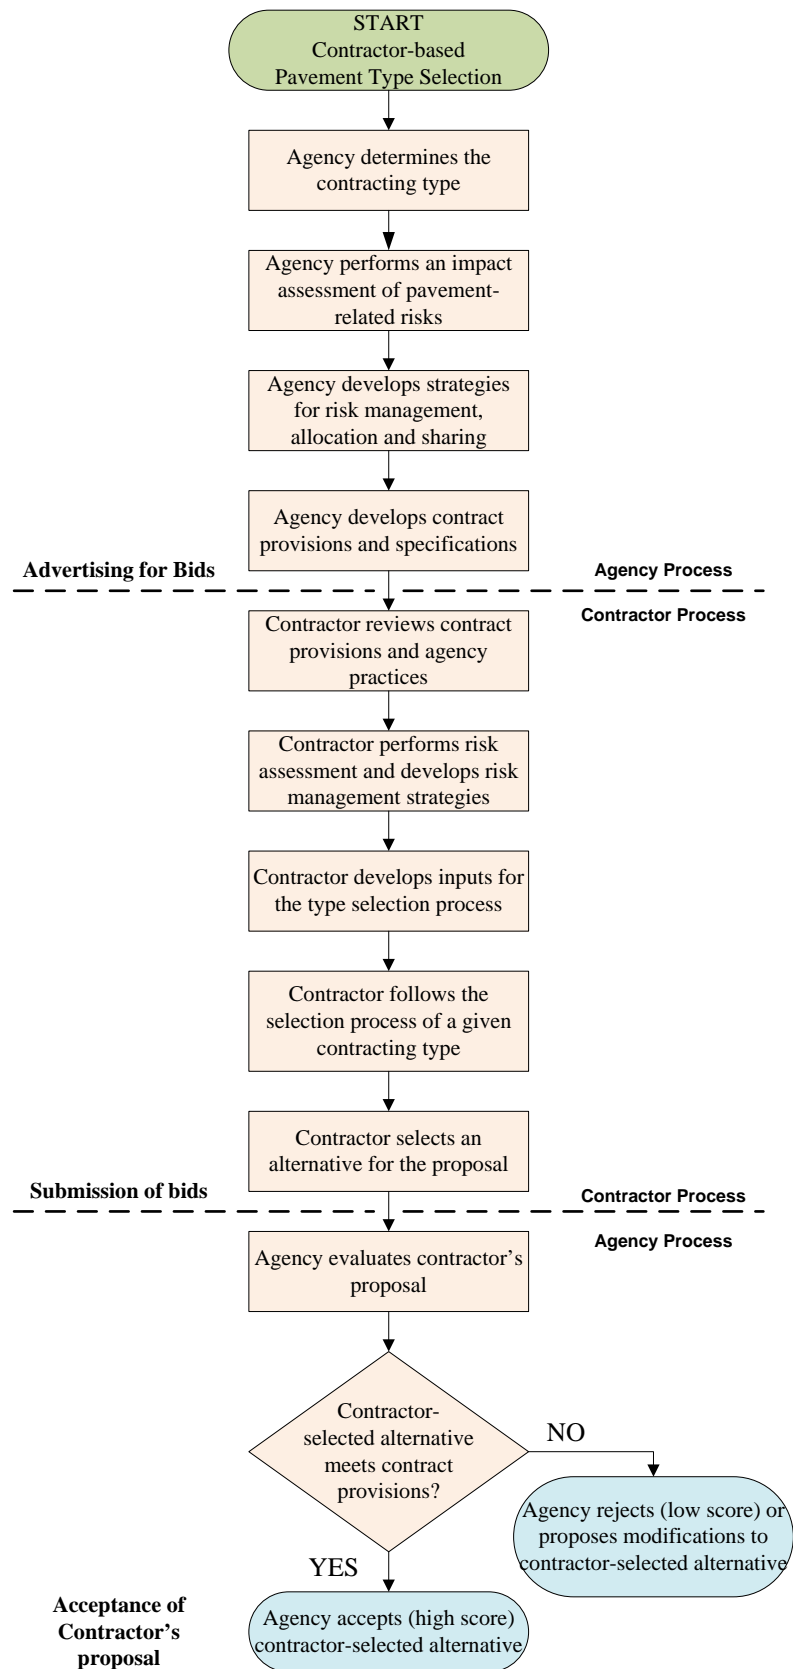 START
Contractor-based
Pavement Type Selection
Agency determines the
contracting type
Agency performs an impact
assessment of pavement-
related risks
Agency develops strategies
for risk management,
allocation and sharing
Agency develops contract
provisions and specifications
Advertising for Bids
Agency Process
Contractor Process
Contractor reviews contract
provisions and agency
practices
Contractor performs risk
assessment and develops risk
management strategies
Contractor develops inputs for
the type selection process
Contractor follows the
selection process of a given
contracting type
Contractor selects an
alternative for the proposal
Submission of bids
Contractor Process
Agency Process
Agency evaluates contractor’s
proposal
Contractor-
selected alternative
meets contract
provisions?
NO
Agency rejects (low score) or
proposes modifications to
contractor-selected alternative
YES
Agency accepts (high score)
contractor-selected alternative
Acceptance of
Contractor’s
proposal